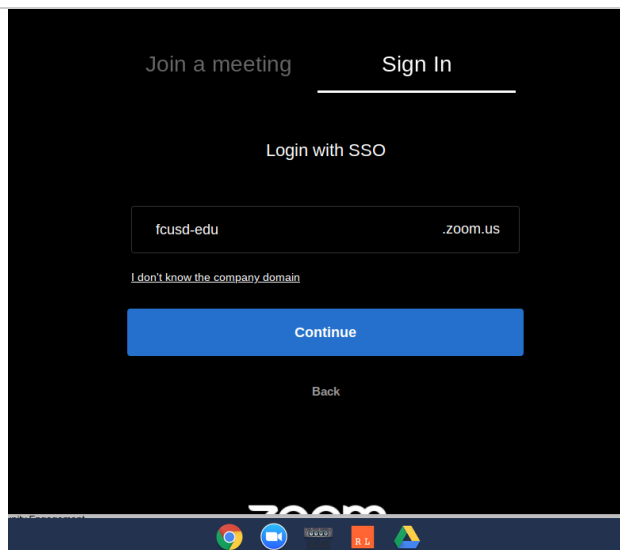 Join a meeting Sign In
Login with SSO
fcusd-edu .zoom.us
I don't know the company domain
Continue
Back
zoom
R L